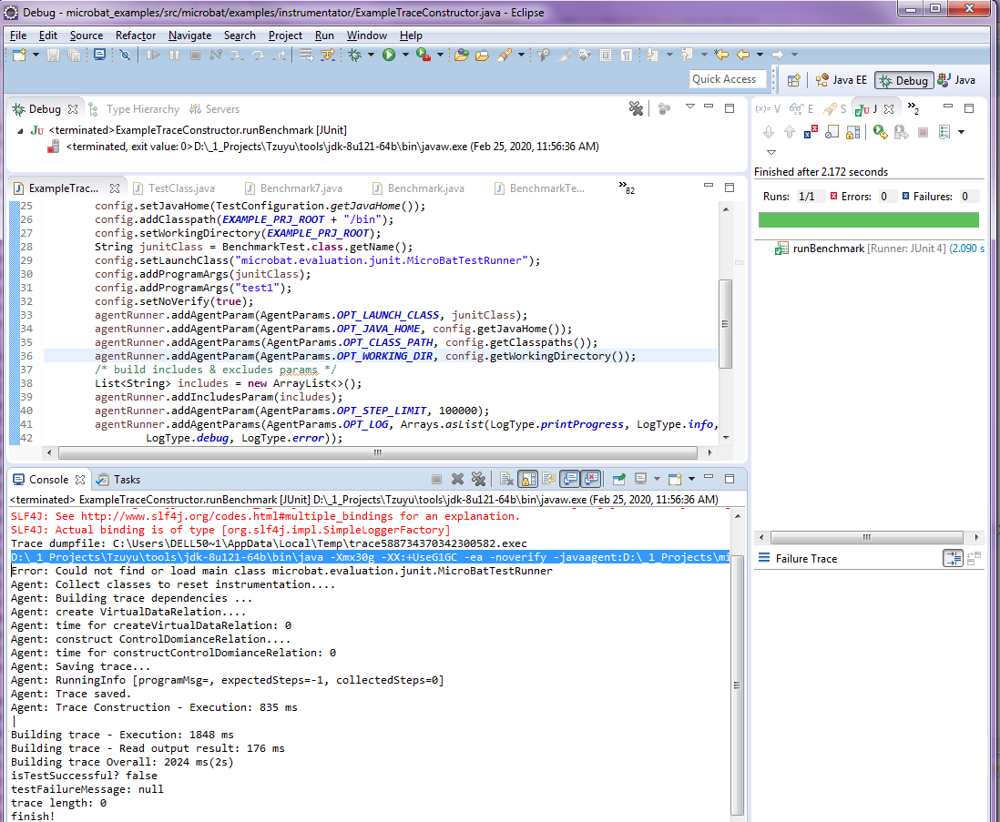 Debug - microbat_examples/src/microbat/examples/instrumentator/ExampleTraceConstructor.java - Eclipse
File Edit Source Refactor Navigate Search Project Run Window Help
Quick Access
Java EE Debug Java
Debug Type Hierarchy Servers
<terminated>ExampleTraceConstructor.runBenchmark [JUnit]
<terminated, exit value: 0>D:\_1_Projects\Tzuyu\tools\jdk-8u121-64b\bin\javaw.exe (Feb 25, 2020, 11:56:36 AM)
ExampleTrac... TestClass.java Benchmark7.java Benchmark.java BenchmarkTe... »82
25 config.setJavaHome(TestConfiguration.getJavaHome());
26 config.addClasspath(EXAMPLE_PRJ_ROOT + "/bin");
27 config.setWorkingDirectory(EXAMPLE_PRJ_ROOT);
28 String junitClass = BenchmarkTest.class.getName();
29 config.setLaunchClass("microbat.evaluation.junit.MicroBatTestRunner");
30 config.addProgramArgs(junitClass);
31 config.addProgramArgs("test1");
32 config.setNoVerify(true);
33 agentRunner.addAgentParam(AgentParams.OPT_LAUNCH_CLASS, junitClass);
34 agentRunner.addAgentParam(AgentParams.OPT_JAVA_HOME, config.getJavaHome());
35 agentRunner.addAgentParams(AgentParams.OPT_CLASS_PATH, config.getClasspaths());
36 agentRunner.addAgentParam(AgentParams.OPT_WORKING_DIR, config.getWorkingDirectory());
37 /* build includes & excludes params */
38 List<String> includes = new ArrayList<>();
39 agentRunner.addIncludesParam(includes);
40 agentRunner.addAgentParam(AgentParams.OPT_STEP_LIMIT, 100000);
41 agentRunner.addAgentParams(AgentParams.OPT_LOG, Arrays.asList(LogType.printProgress, LogType.info,
42 LogType.debug, LogType.error));
(x)= V E S J »2
Finished after 2.172 seconds
Runs: 1/1 Errors: 0 Failures: 0
runBenchmark [Runner: JUnit 4] (2.090 s
Failure Trace
Console Tasks
<terminated> ExampleTraceConstructor.runBenchmark [JUnit] D:\_1_Projects\Tzuyu\tools\jdk-8u121-64b\bin\javaw.exe (Feb 25, 2020, 11:56:36 AM)
SLF4J: See http://www.slf4j.org/codes.html#multiple_bindings for an explanation.
SLF4J: Actual binding is of type [org.slf4j.impl.SimpleLoggerFactory]
Trace dumpfile: C:\Users\DELL50~1\AppData\Local\Temp\trace588734370342300582.exec
D:\_1_Projects\Tzuyu\tools\jdk-8u121-64b\bin\java -Xmx30g -XX:+UseG1GC -ea -noverify -javaagent:D:\_1_Projects\mi
Error: Could not find or load main class microbat.evaluation.junit.MicroBatTestRunner
Agent: Collect classes to reset instrumentation....
Agent: Building trace dependencies ...
Agent: create VirtualDataRelation....
Agent: time for createVirtualDataRelation: 0
Agent: construct ControlDomianceRelation....
Agent: time for constructControlDomianceRelation: 0
Agent: Saving trace...
Agent: RunningInfo [programMsg=, expectedSteps=-1, collectedSteps=0]
Agent: Trace saved.
Agent: Trace Construction - Execution: 835 ms
|
Building trace - Execution: 1848 ms
Building trace - Read output result: 176 ms
Building trace Overall: 2024 ms(2s)
isTestSuccessful? false
testFailureMessage: null
trace length: 0
finish!